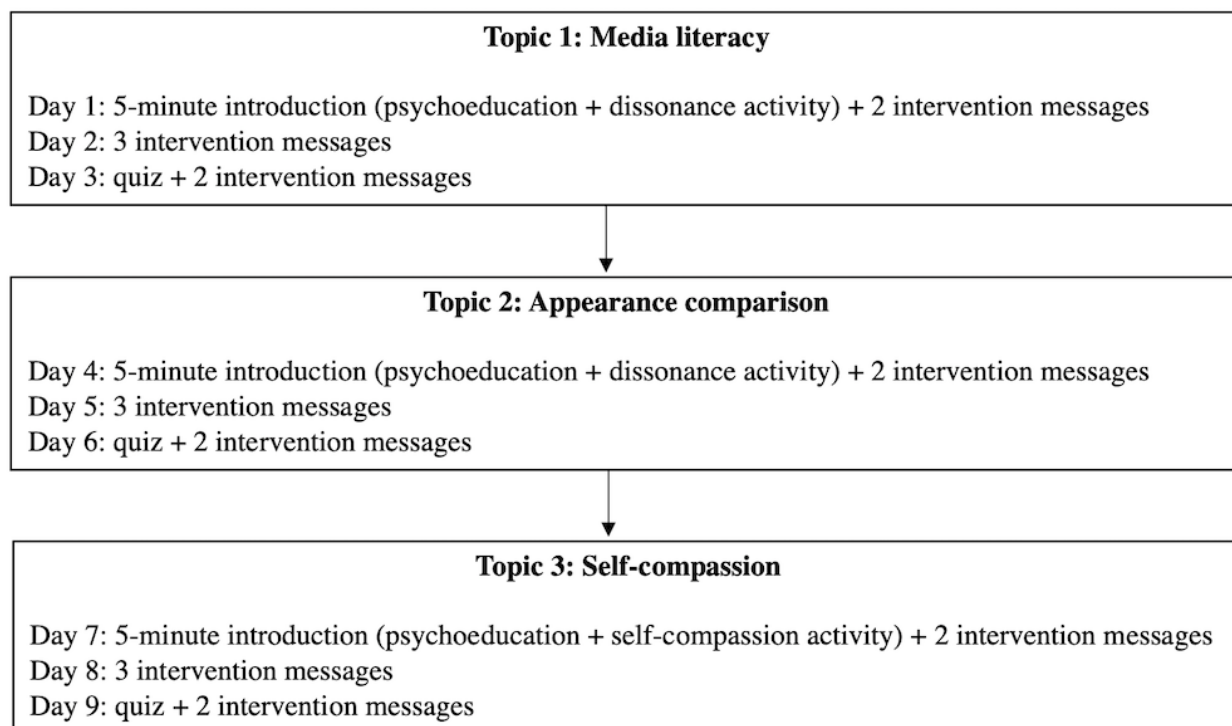 Topic 1: Media literacy
Day 1: 5-minute introduction (psychoeducation + dissonance activity) + 2 intervention messages
Day 2: 3 intervention messages
Day 3: quiz + 2 intervention messages
Topic 2: Appearance comparison
Day 4: 5-minute introduction (psychoeducation + dissonance activity) + 2 intervention messages
Day 5: 3 intervention messages
Day 6: quiz + 2 intervention messages
Topic 3: Self-compassion
Day 7: 5-minute introduction (psychoeducation + self-compassion activity) + 2 intervention messages
Day 8: 3 intervention messages
Day 9: quiz + 2 intervention messages